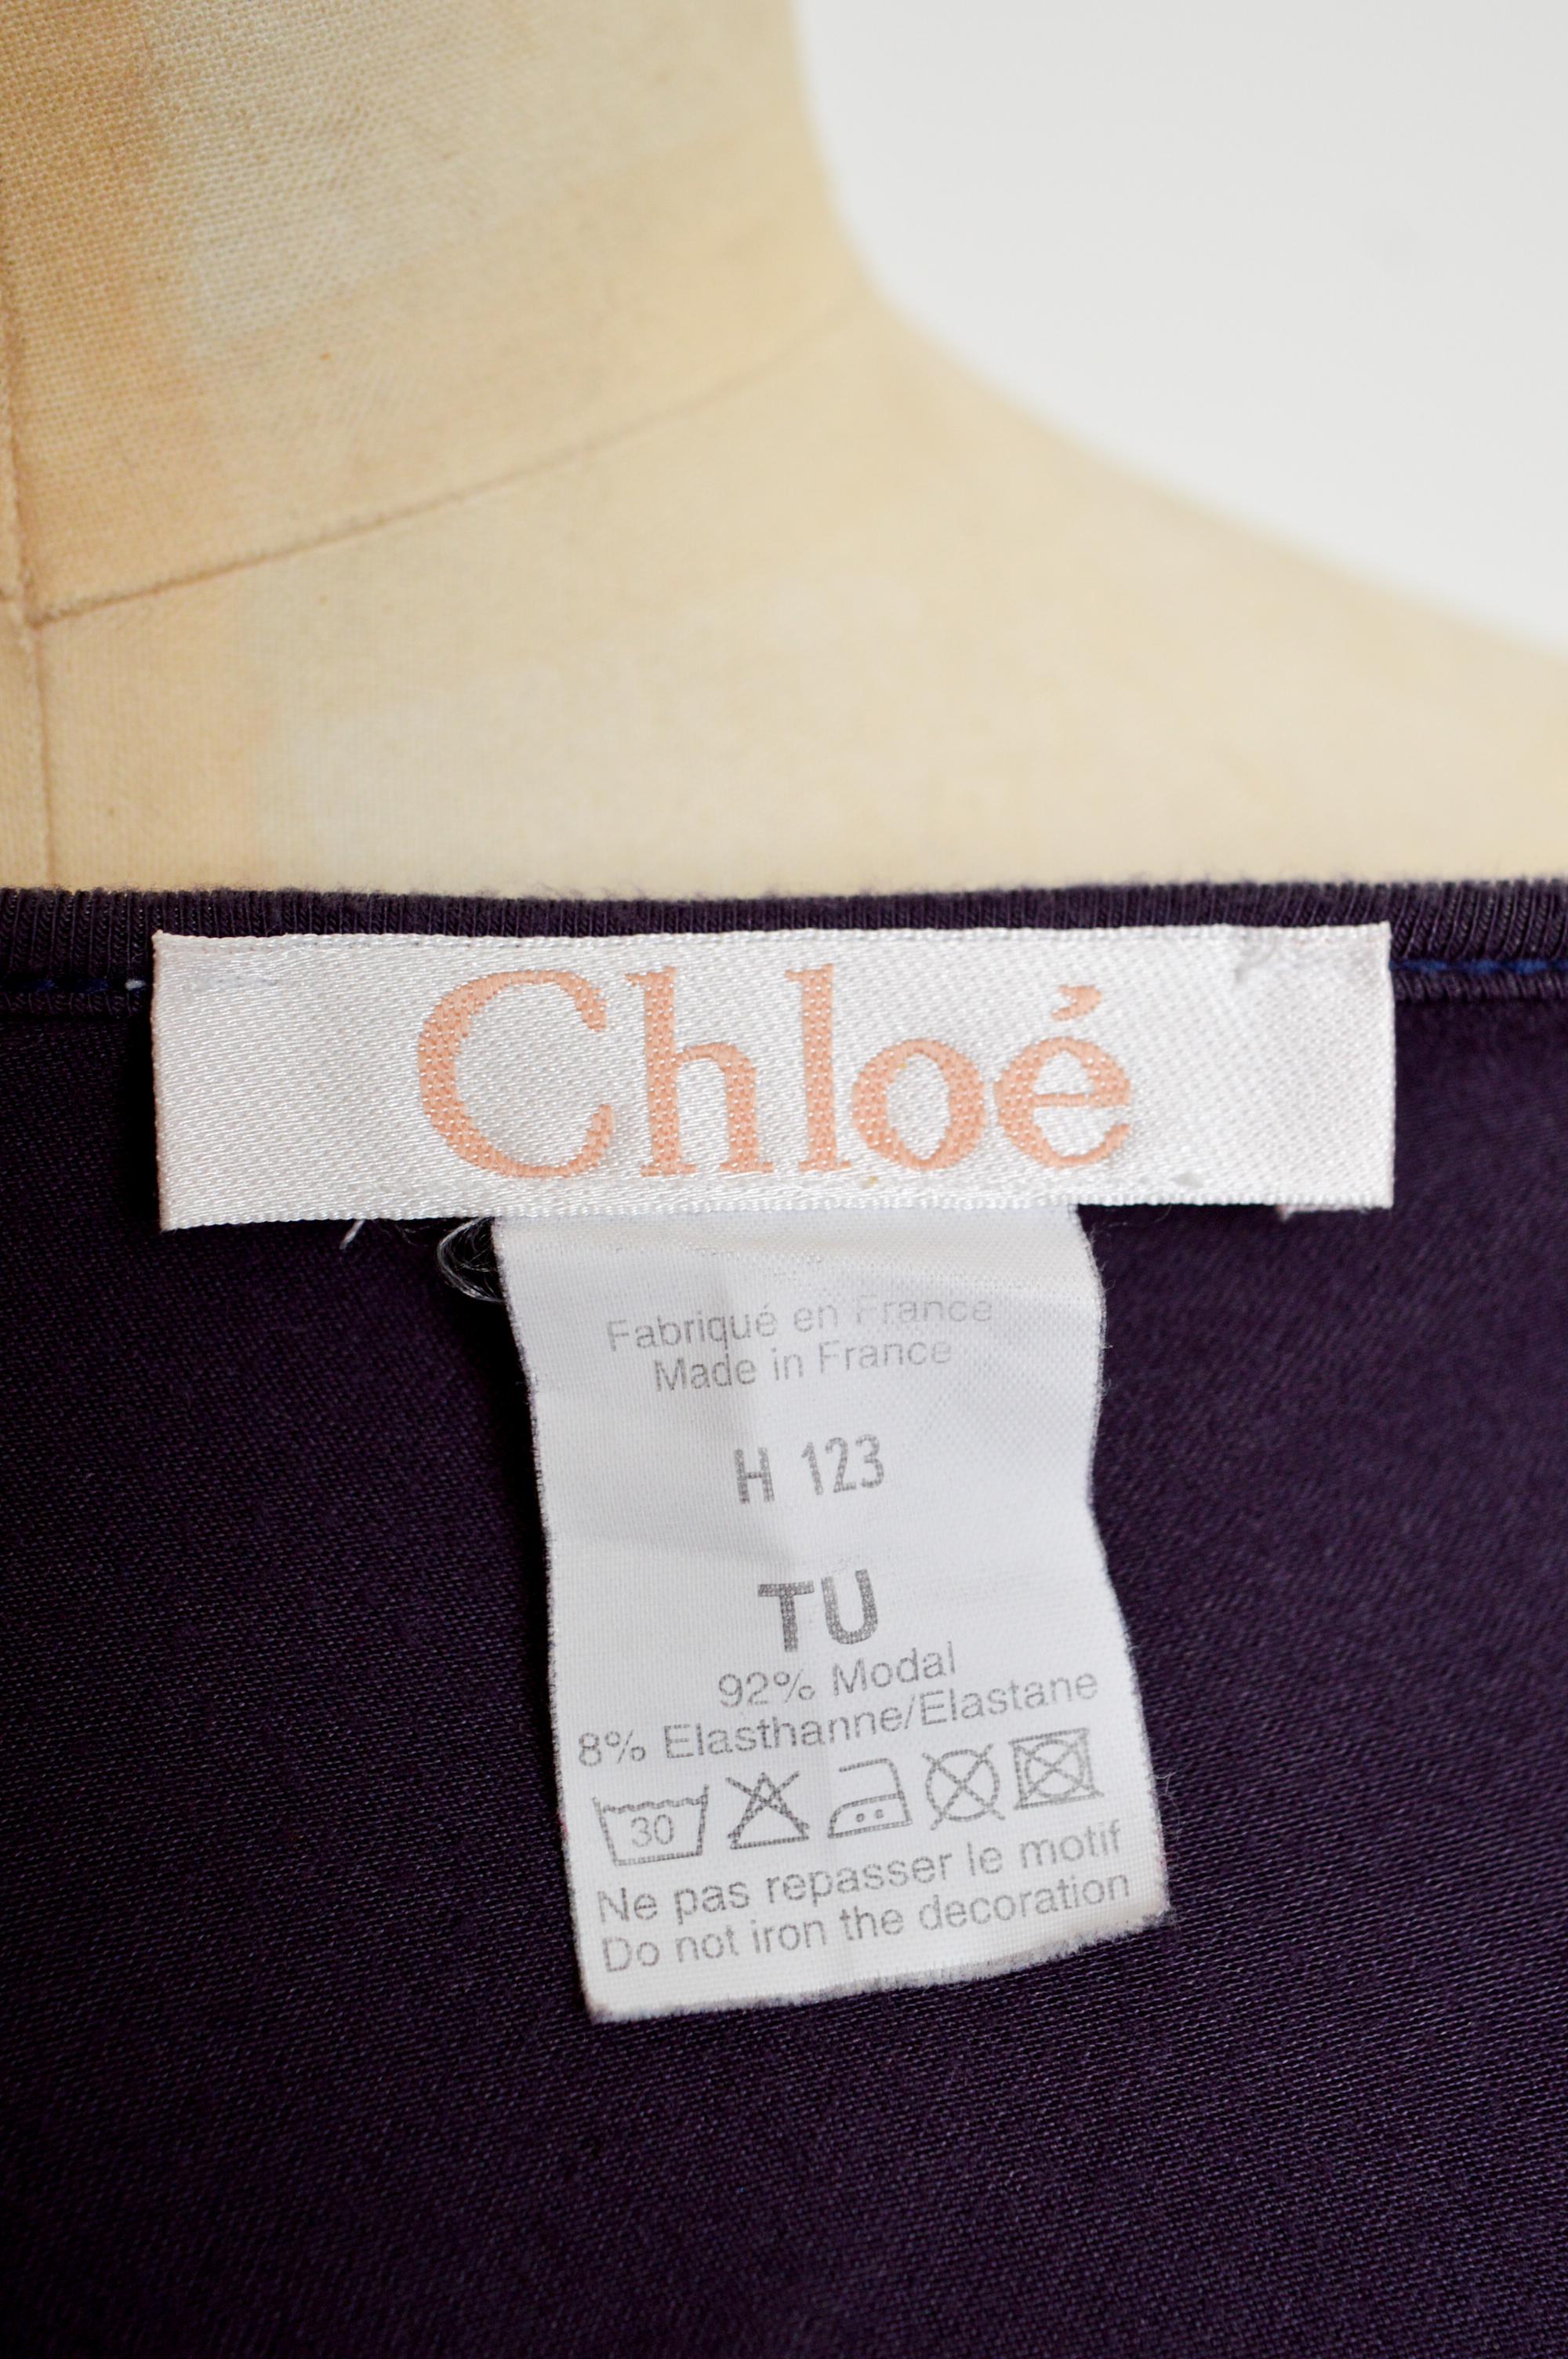 Chloé
Fabriqué en France
Made in France
H 123
TU
92% Modal
8% Elasthanne/Elastane
30
Ne pas repasser le motif
Do not iron the decoration